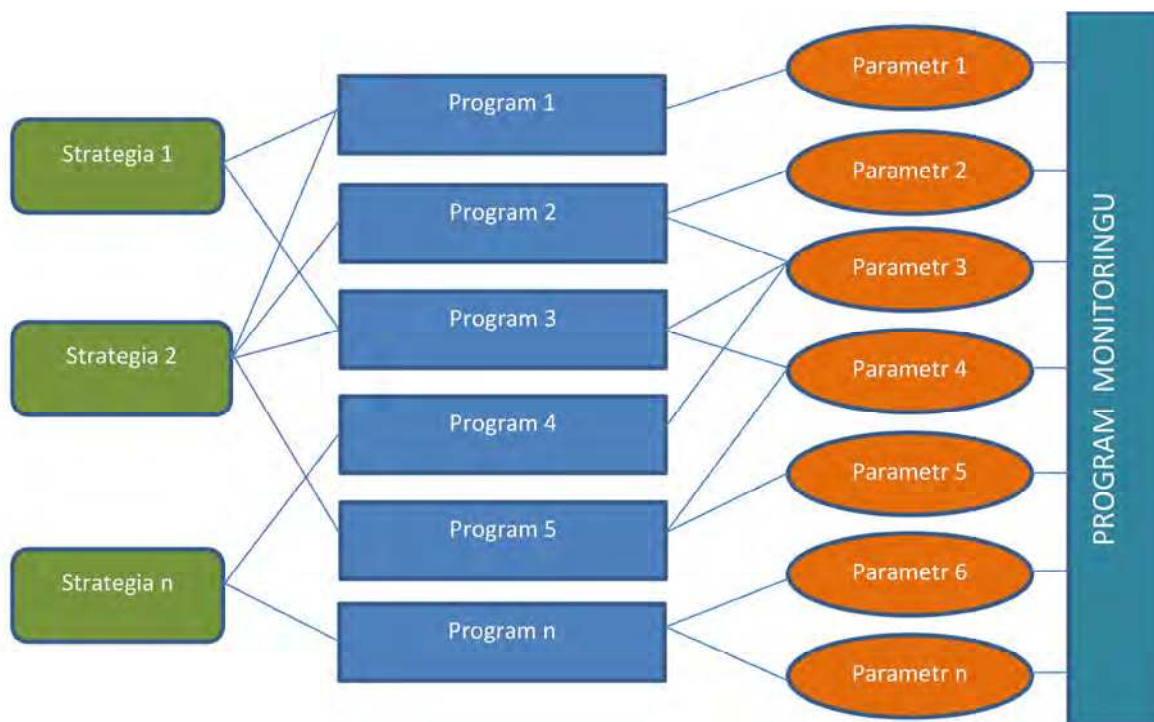 Strategia 1
Strategia 2
Strategia n
Program 1
Program 2
Program 3
Program 4
Program 5
Program n
Parametr 1
Parametr 2
Parametr 3
Parametr 4
Parametr 5
Parametr 6
Parametr n
PROGRAM MONITORINGU